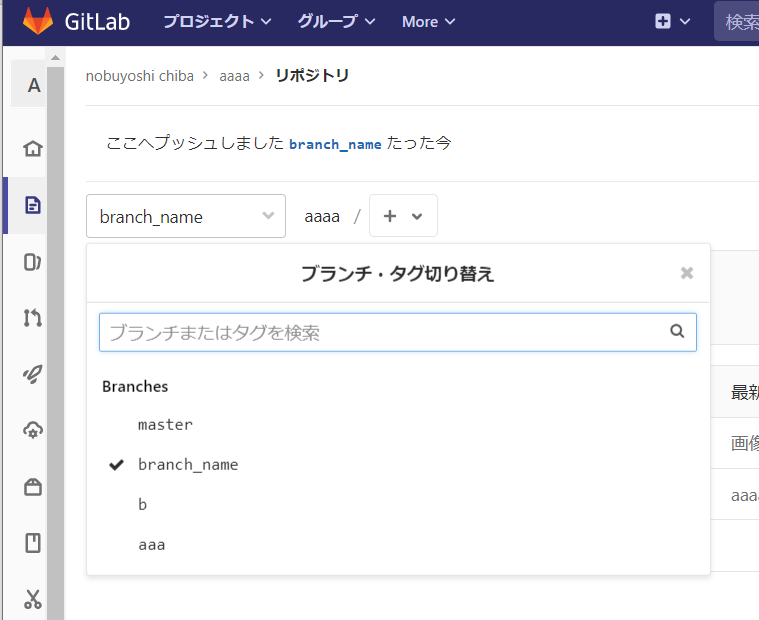 GitLab プロジェクト グループ More 検索
A
nobuyoshi chiba > aaaa > リポジトリ
ここへプッシュしました branch_name たった今
branch_name aaaa / +
ブランチ・タグ切り替え
ブランチまたはタグを検索
Branches
master
branch_name
b
aaa
最新
画像
aaa